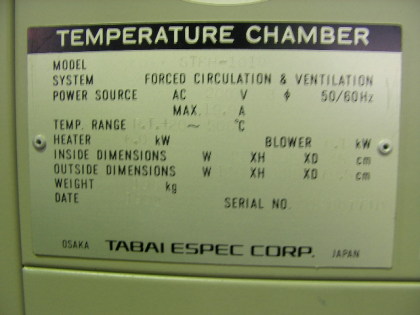 TEMPERATURE CHAMBER
MODEL
SYSTEM FORCED CIRCULATION & VENTILATION
POWER SOURCE AC V φ 50/60Hz
MAX. A
TEMP. RANGE ~ °C
HEATER kW BLOWER kW
INSIDE DIMENSIONS W XH XD cm
OUTSIDE DIMENSIONS W XH XD cm
WEIGHT kg
DATE SERIAL NO.
OSAKA TABAI ESPEC CORP. JAPAN